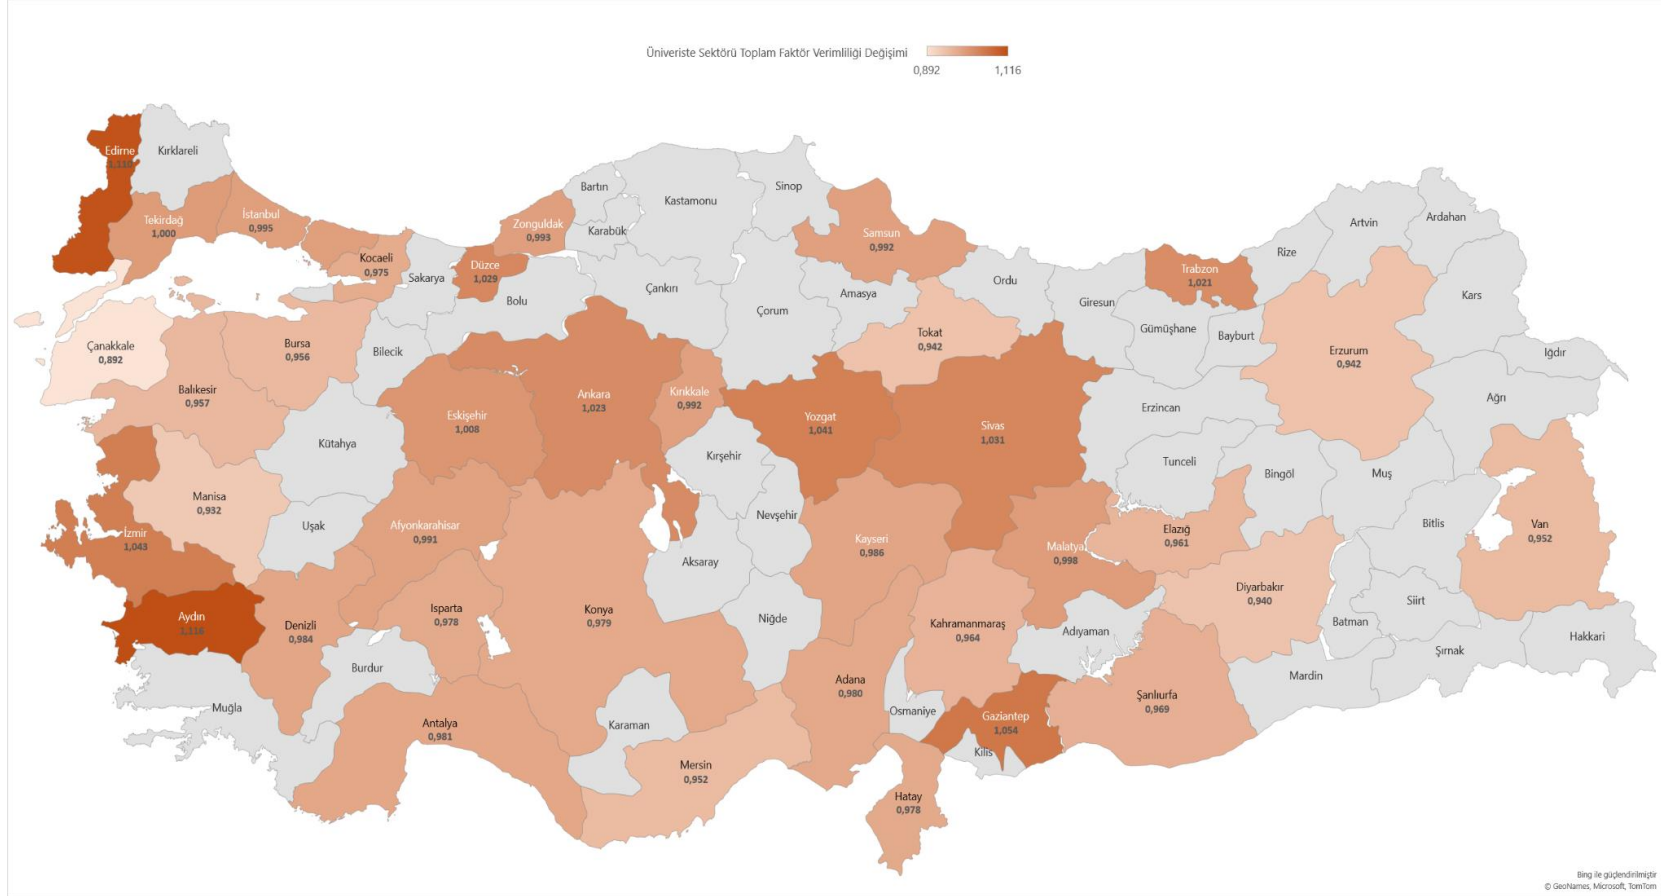 Üniveriste Sektörü Toplam Faktör Verimliliği Değişimi
0,892 1,116
Edirne
1,110
Kırklareli
Tekirdağ
1,000
İstanbul
0,995
Kocaeli
0,975
Sakarya
Düzce
1,029
Zonguldak
0,993
Bartın
Karabük
Kastamonu
Sinop
Samsun
0,992
Bolu
Çankırı
Çorum
Amasya
Ordu
Giresun
Trabzon
1,021
Rize
Artvin
Ardahan
Kars
Gümüşhane
Bayburt
Erzurum
0,942
Iğdır
Ağrı
Çanakkale
0,892
Balıkesir
0,957
Bursa
0,956
Bilecik
Kütahya
Eskişehir
1,008
Ankara
1,023
Kırıkkale
0,992
Kırşehir
Yozgat
1,041
Tokat
0,942
Sivas
1,031
Erzincan
Tunceli
Bingöl
Muş
Bitlis
Van
0,952
Manisa
0,932
İzmir
1,043
Uşak
Afyonkarahisar
0,991
Nevşehir
Aksaray
Kayseri
0,986
Malatya
0,998
Elazığ
0,961
Diyarbakır
0,940
Batman
Siirt
Şırnak
Hakkari
Aydın
1,116
Denizli
0,984
Isparta
0,978
Konya
0,979
Niğde
Kahramanmaraş
0,964
Adıyaman
Şanlıurfa
0,969
Mardin
Muğla
Burdur
Antalya
0,981
Karaman
Mersin
0,952
Adana
0,980
Osmaniye
Gaziantep
1,054
Kilis
Hatay
0,978
Bing ile güçlendirilmiştir
© GeoNames, Microsoft, TomTom